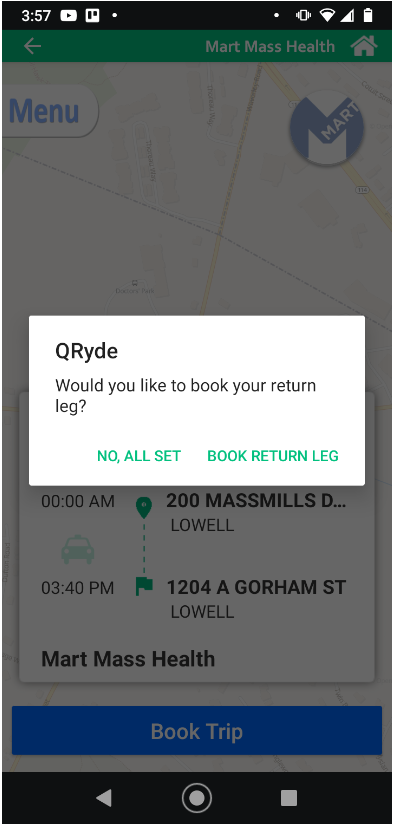 3:57
Mart Mass Health
Menu
MART
QRyde
Would you like to book your return
leg?
NO, ALL SET
BOOK RETURN LEG
00:00 AM
200 MASSMILLS D...
LOWELL
03:40 PM
1204 A GORHAM ST
LOWELL
Mart Mass Health
Book Trip